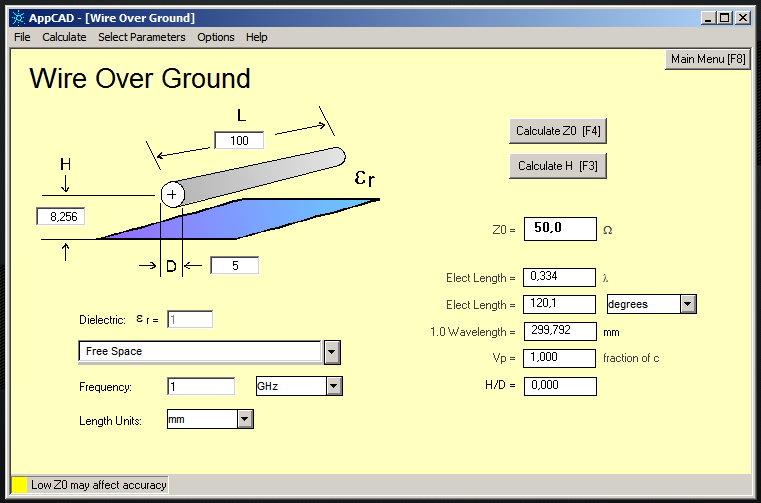 AppCAD - [Wire Over Ground]
File Calculate Select Parameters Options Help
Main Menu [F8]
Wire Over Ground
L
100
H
8,256
εr
D
5
Calculate Z0 [F4]
Calculate H [F3]
Z0 = 50,0 Ω
Elect Length = 0,334 λ
Elect Length = 120,1 degrees
1.0 Wavelength = 299,792 mm
Vp = 1,000 fraction of c
H/D = 0,000
Dielectric: ε r = 1
Free Space
Frequency: 1 GHz
Length Units: mm
Low Z0 may affect accuracy